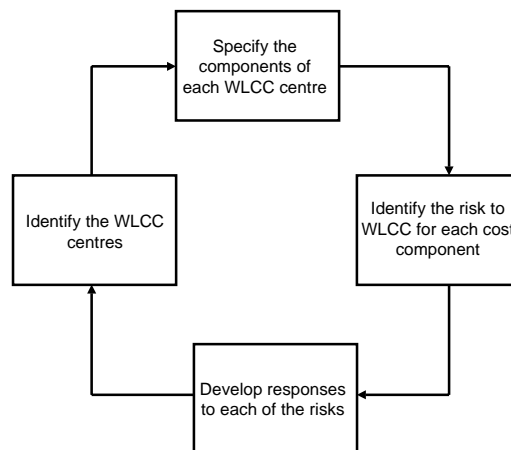 Specify the
components of
each WLCC centre
Identify the WLCC
centres
Identify the risk to
WLCC for each cost
component
Develop responses
to each of the risks